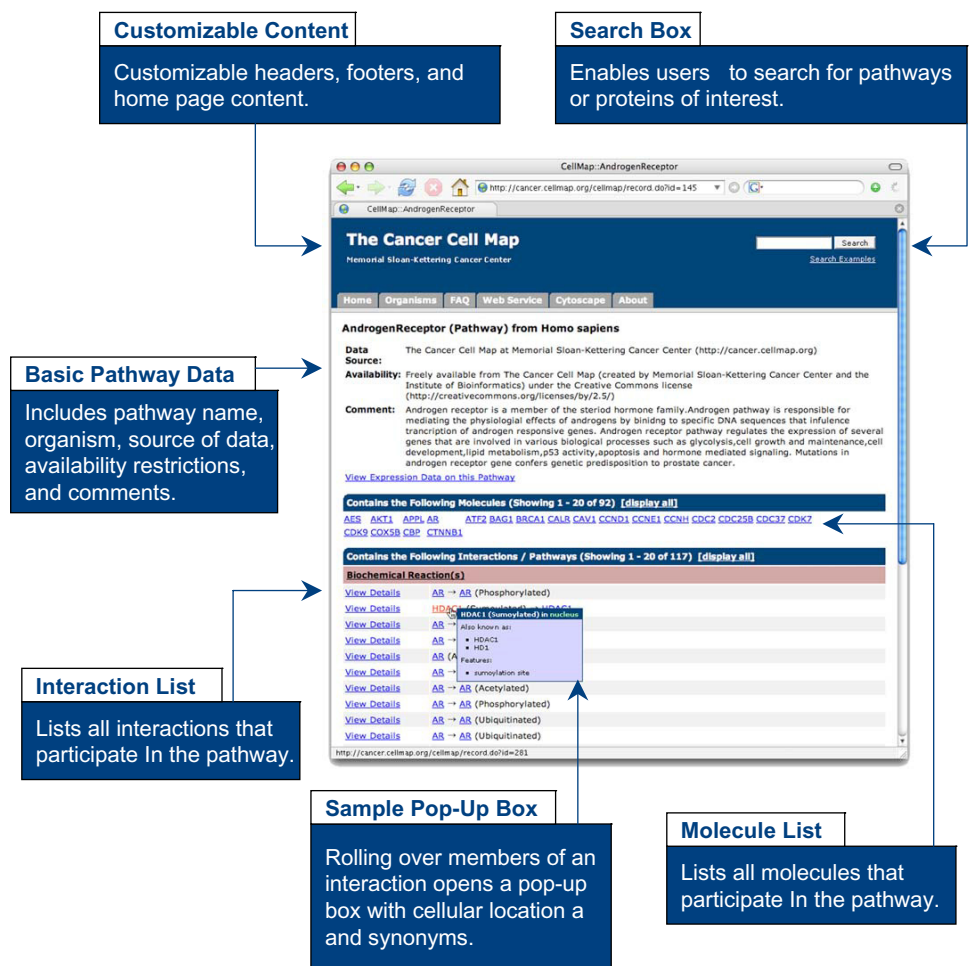 Customizable Content
Customizable headers, footers, and
home page content.
Search Box
Enables users to search for pathways
or proteins of interest.
CellMap::AndrogenReceptor
http://cancer.cellmap.org/cellmap/record.do?id=145
G
CellMap::AndrogenReceptor
The Cancer Cell Map
Memorial Sloan-Kettering Cancer Center
Search
Search Examples
Home Organisms FAQ Web Service Cytoscape About
AndrogenReceptor (Pathway) from Homo sapiens
Data Source: The Cancer Cell Map at Memorial Sloan-Kettering Cancer Center (http://cancer.cellmap.org)
Availability: Freely available from The Cancer Cell Map (created by Memorial Sloan-Kettering Cancer Center and the
Institute of Bioinformatics) under the Creative Commons license
(http://creativecommons.org/licenses/by/2.5/)
Comment: Androgen receptor is a member of the steriod hormone family.Androgen pathway is responsible for
mediating the physiologial effects of androgens by binidng to specific DNA sequences that infulence
trancription of androgen responsive genes. Androgen receptor pathway regulates the expression of several
genes that are involved in various biological processes such as glycolysis,cell growth and maintenance,cell
development,lipid metabolism,p53 activity,apoptosis and hormone mediated signaling. Mutations in
androgen receptor gene confers genetic predisposition to prostate cancer.
View Expression Data on this Pathway
Contains the Following Molecules (Showing 1 - 20 of 92) [display all]
AES AKT1 APPL AR ATF2 BAG1 BRCA1 CALR CAV1 CCND1 CCNE1 CCNH CDC2 CDC25B CDC37 CDK7
CDK9 COX5B CBP CTNNB1
Contains the Following Interactions / Pathways (Showing 1 - 20 of 117) [display all]
Biochemical Reaction(s)
View Details AR → AR (Phosphorylated)
View Details HDAC1 (Sumoylated) → HDAC1
View Details AR →
View Details AR →
View Details AR (A
View Details AR →
View Details AR → AR (Acetylated)
View Details AR → AR (Phosphorylated)
View Details AR → AR (Ubiquitinated)
View Details AR → AR (Ubiquitinated)
HDAC1 (Sumoylated) in nucleus
Also known as:
• HDAC1
• HD1
Features:
• sumoylation site
http://cancer.cellmap.org/cellmap/record.do?id=281
Basic Pathway Data
Includes pathway name,
organism, source of data,
availability restrictions,
and comments.
Interaction List
Lists all interactions that
participate In the pathway.
Sample Pop-Up Box
Rolling over members of an
interaction opens a pop-up
box with cellular location a
and synonyms.
Molecule List
Lists all molecules that
participate In the pathway.